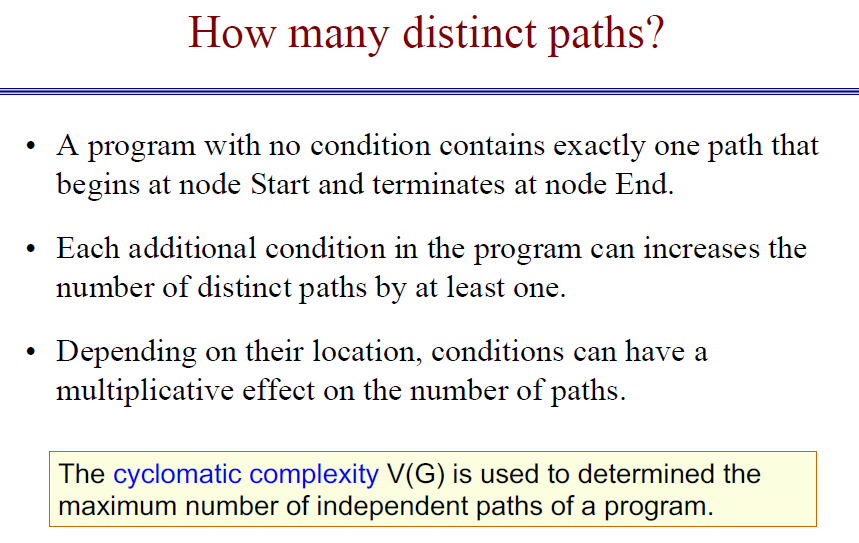 How many distinct paths?
• A program with no condition contains exactly one path that
begins at node Start and terminates at node End.
• Each additional condition in the program can increases the
number of distinct paths by at least one.
• Depending on their location, conditions can have a
multiplicative effect on the number of paths.
The cyclomatic complexity V(G) is used to determined the
maximum number of independent paths of a program.